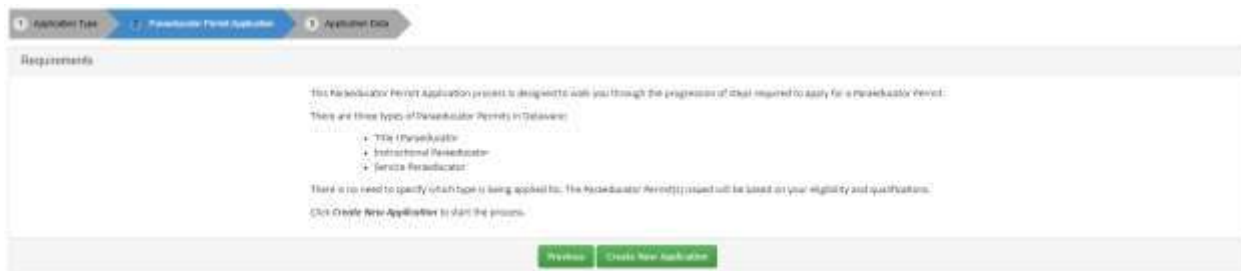 1 Application Type 2 Paraeducator Permit Application 3 Application Data
Requirements
This Paraeducator Permit Application process is designed to walk you through the progression of steps required to apply for a Paraeducator Permit.
There are three types of Paraeducator Permits in Delaware:
• Title I Paraeducator
• Instructional Paraeducator
• Service Paraeducator
There is no need to specify which type is being applied for. The Paraeducator Permit(s) issued will be based on your eligibility and qualifications.
Click Create New Application to start the process.
Previous Create New Application